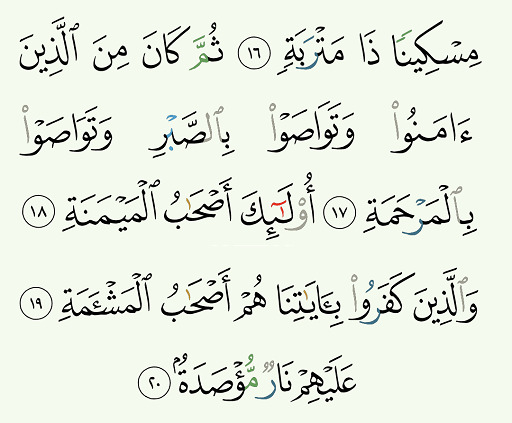 مِسْكِينًا ذَا مَتْرَبَةٍ ١٦ ثُمَّ كَانَ مِنَ ٱلَّذِينَ
ءَامَنُوا۟ وَتَوَاصَوْا۟ بِٱلصَّبْرِ وَتَوَاصَوْا۟
بِٱلْمَرْحَمَةِ ١٧ أُو۟لَـٰٓئِكَ أَصْحَـٰبُ ٱلْمَيْمَنَةِ ١٨
وَٱلَّذِينَ كَفَرُوا۟ بِـَٔايَـٰتِنَا هُمْ أَصْحَـٰبُ ٱلْمَشْـَٔمَةِ ١٩
عَلَيْهِمْ نَارٌ مُّؤْصَدَةٌۢ ٢٠